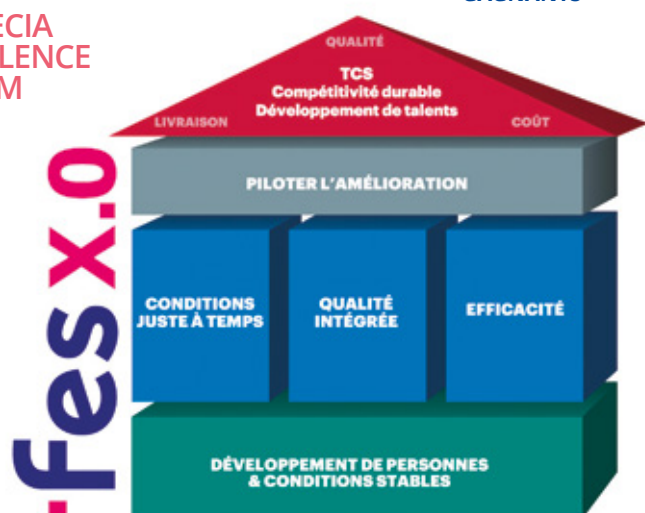 ECIA
LENCE
M
QUALITÉ
TCS
Compétitivité durable
Développement de talents
LIVRAISON
COÛT
PILOTER L'AMÉLIORATION
CONDITIONS
JUSTE À TEMPS
QUALITÉ
INTÉGRÉE
EFFICACITÉ
DÉVELOPPEMENT DE PERSONNES
& CONDITIONS STABLES
fes x.0